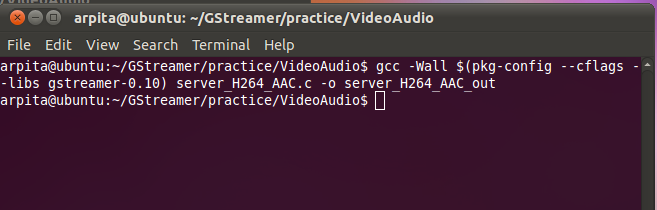 arpita@ubuntu: ~/GStreamer/practice/VideoAudio
File Edit View Search Terminal Help
arpita@ubuntu:~/GStreamer/practice/VideoAudio$ gcc -Wall $(pkg-config --cflags -
-libs gstreamer-0.10) server_H264_AAC.c -o server_H264_AAC_out
arpita@ubuntu:~/GStreamer/practice/VideoAudio$